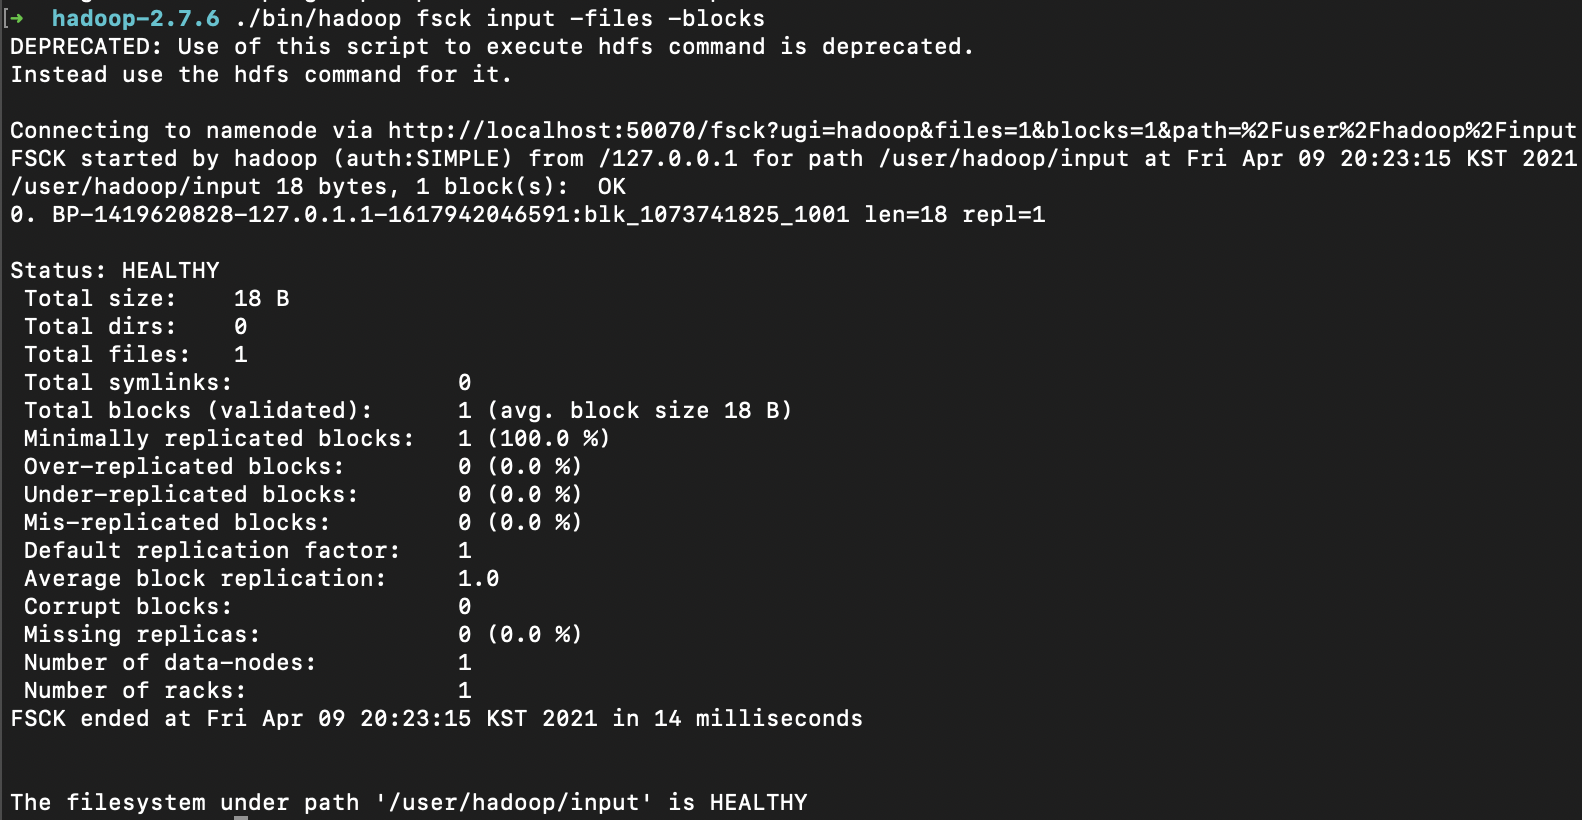 [➜  hadoop-2.7.6 ./bin/hadoop fsck input -files -blocks
DEPRECATED: Use of this script to execute hdfs command is deprecated.
Instead use the hdfs command for it.
Connecting to namenode via http://localhost:50070/fsck?ugi=hadoop&files=1&blocks=1&path=%2Fuser%2Fhadoop%2Finput
FSCK started by hadoop (auth:SIMPLE) from /127.0.0.1 for path /user/hadoop/input at Fri Apr 09 20:23:15 KST 2021
/user/hadoop/input 18 bytes, 1 block(s):  OK
0. BP-1419620828-127.0.1.1-1617942046591:blk_1073741825_1001 len=18 repl=1
Status: HEALTHY
Total size:    18 B
Total dirs:    0
Total files:   1
Total symlinks:                0
Total blocks (validated):      1 (avg. block size 18 B)
Minimally replicated blocks:   1 (100.0 %)
Over-replicated blocks:        0 (0.0 %)
Under-replicated blocks:       0 (0.0 %)
Mis-replicated blocks:         0 (0.0 %)
Default replication factor:    1
Average block replication:     1.0
Corrupt blocks:                0
Missing replicas:              0 (0.0 %)
Number of data-nodes:          1
Number of racks:               1
FSCK ended at Fri Apr 09 20:23:15 KST 2021 in 14 milliseconds
The filesystem under path '/user/hadoop/input' is HEALTHY